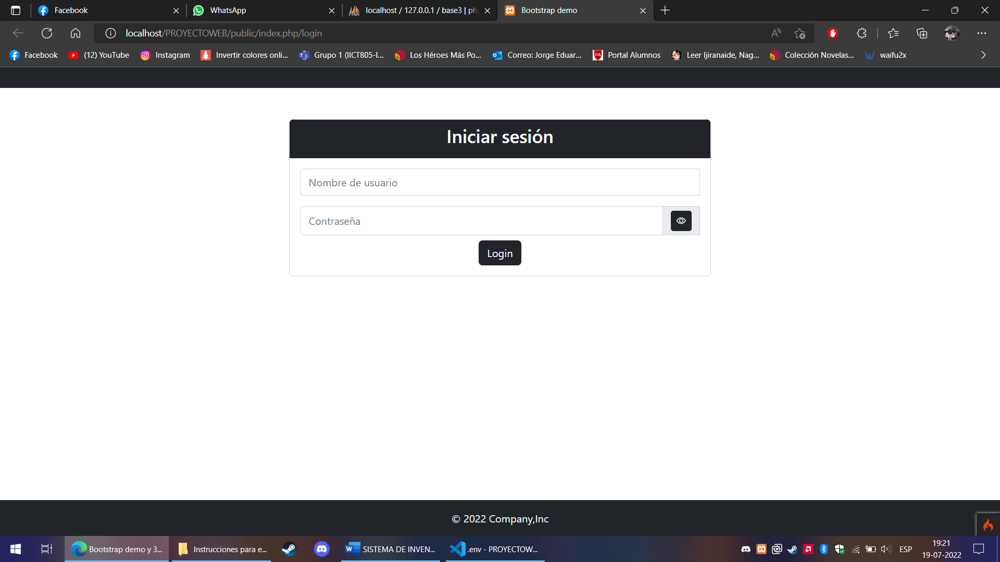 Facebook
WhatsApp
localhost / 127.0.0.1 / base3 | ph
Bootstrap demo
localhost/PROYECTOWEB/public/index.php/login
Facebook
(12) YouTube
Instagram
Invertir colores onli...
Grupo 1 (IICT805-I...
Los Héroes Más Po...
Correo: Jorge Eduar...
Portal Alumnos
Leer Ijiranaide, Nag...
Colección Novelas...
waifu2x
Iniciar sesión
Nombre de usuario
Contraseña
Login
© 2022 Company,Inc
Bootstrap demo y 3...
Instrucciones para e...
SISTEMA DE INVEN...
.env - PROYECTOW...
ESP
19:21
19-07-2022